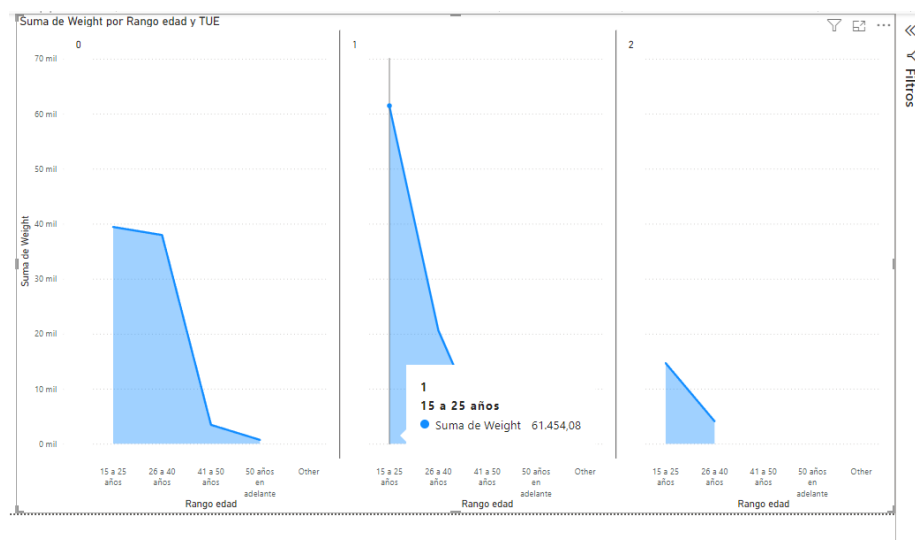 Suma de Weight por Rango edad y TUE
Filtros
0
1
2
70 mil
60 mil
50 mil
40 mil
30 mil
20 mil
10 mil
0 mil
Suma de Weight
1
15 a 25 años
Suma de Weight 61.454,08
15 a 25 años
26 a 40 años
41 a 50 años
50 años en adelante
Other
Rango edad
15 a 25 años
26 a 40 años
41 a 50 años
50 años en adelante
Other
Rango edad
15 a 25 años
26 a 40 años
41 a 50 años
50 años en adelante
Other
Rango edad